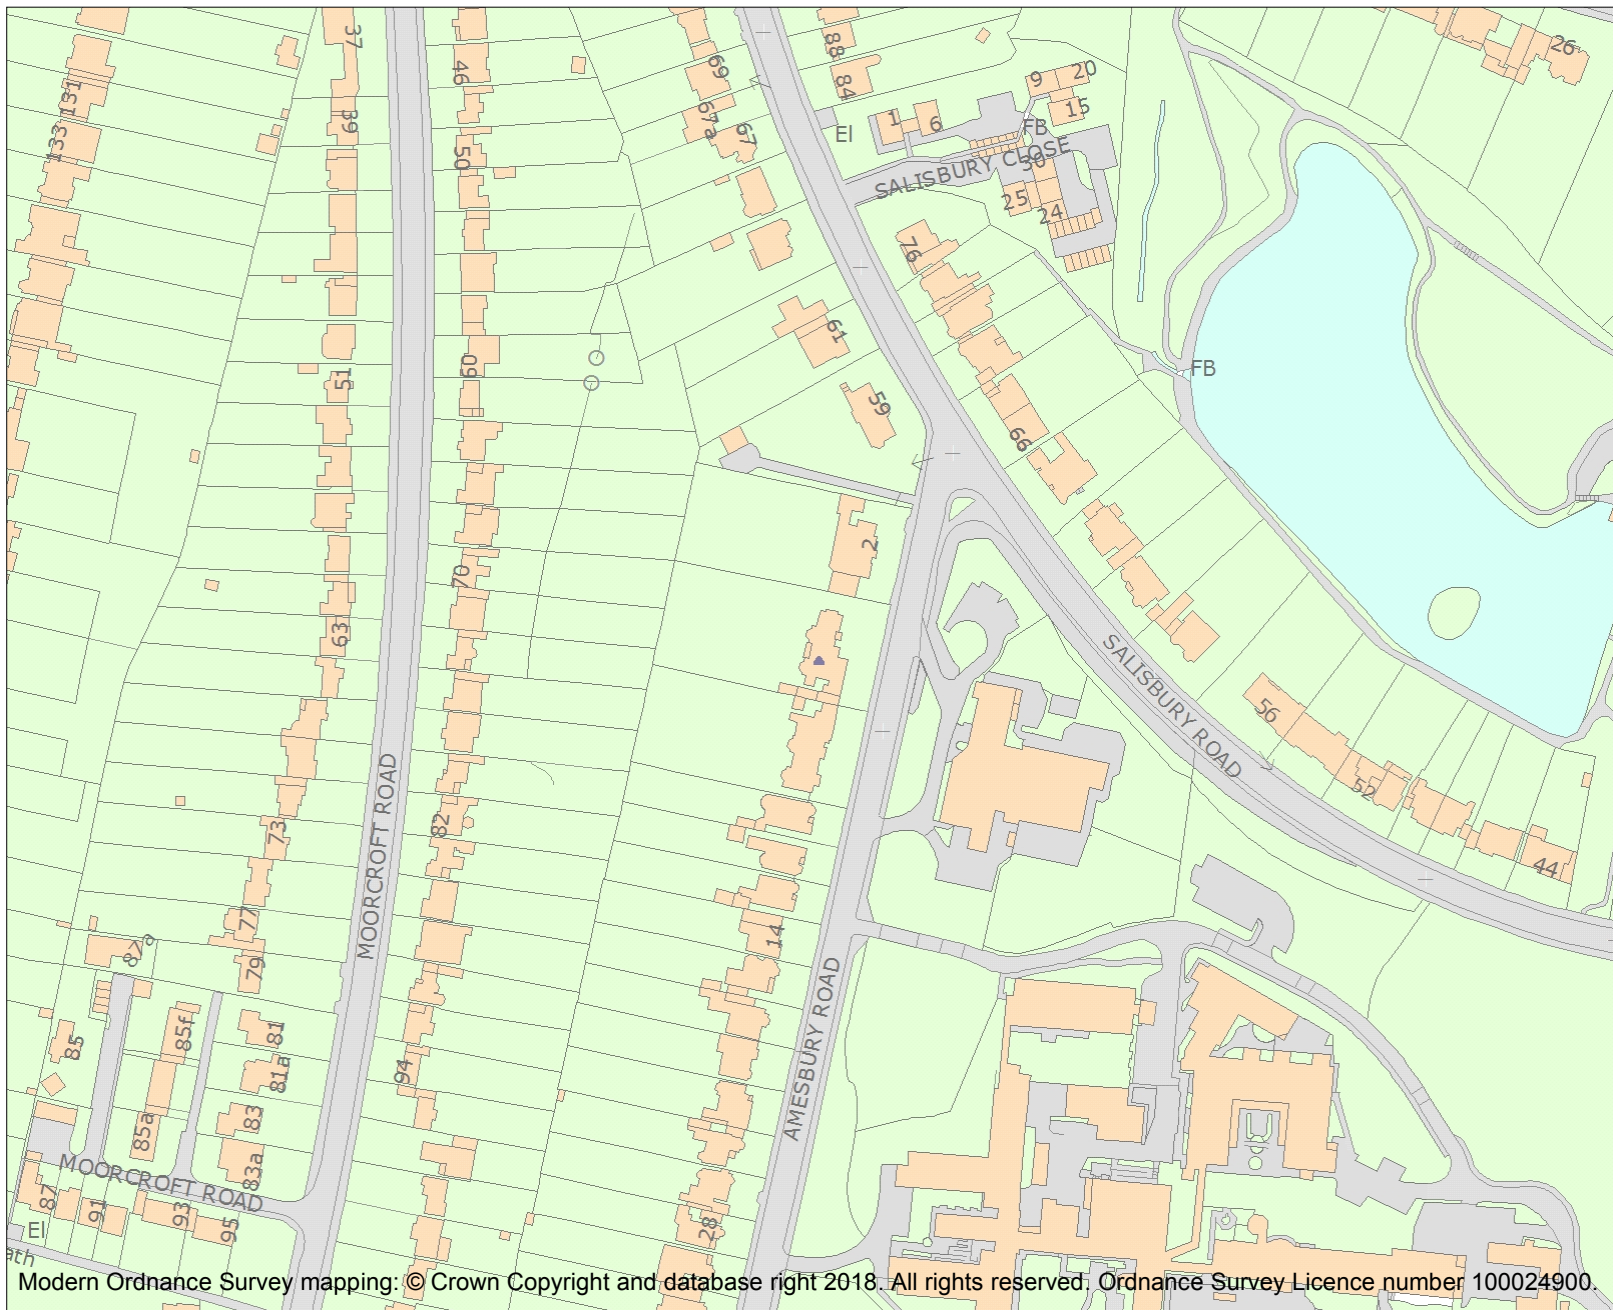 37
46
69
88
84
9
20
15
26
131
39
67a
67
El
1
6
FB
133
50
SALISBURY CLOSE
30
25
24
76
61
60
51
FB
59
66
2
70
63
SALISBURY ROAD
56
52
MOORCROFT ROAD
82
73
44
77
14
87a
79
AMESBURY ROAD
85f
81
85
81a
94
83
85a
83a
MOORCROFT ROAD
87
91
93
95
28
El
ath
Modern Ordnance Survey mapping: © Crown Copyright and database right 2018. All rights reserved. Ordnance Survey Licence number 100024900.